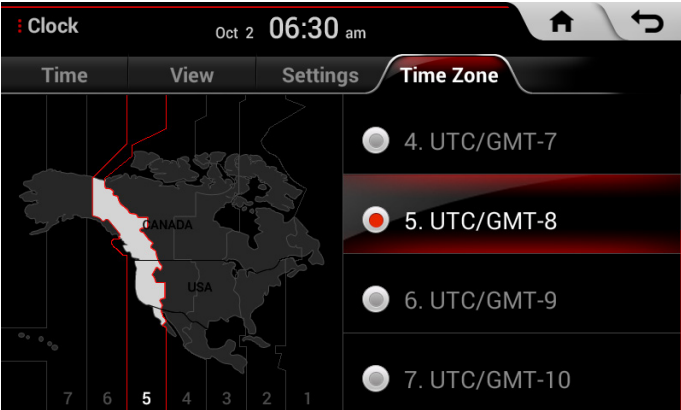 Clock
Oct 2 06:30 am
Time
View
Settings
Time Zone
4. UTC/GMT-7
5. UTC/GMT-8
6. UTC/GMT-9
7. UTC/GMT-10
CANADA
USA
7 6 5 4 3 2 1